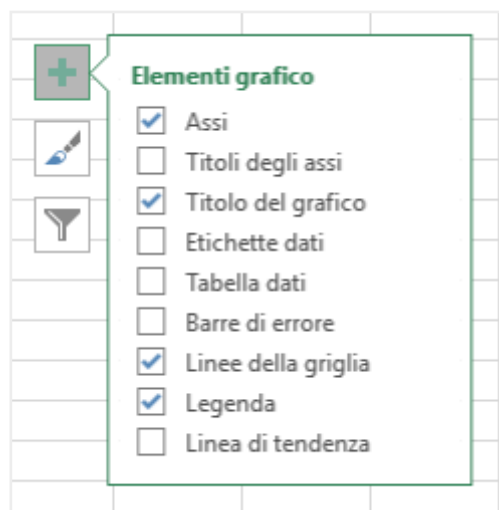 Elementi grafico
Assi
Titoli degli assi
Titolo del grafico
Etichette dati
Tabella dati
Barre di errore
Linee della griglia
Legenda
Linea di tendenza